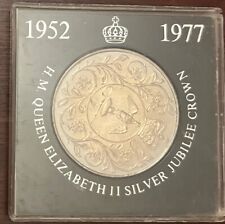 1952 1977
H. M. QUEEN ELIZABETH II SILVER JUBILEE CROWN